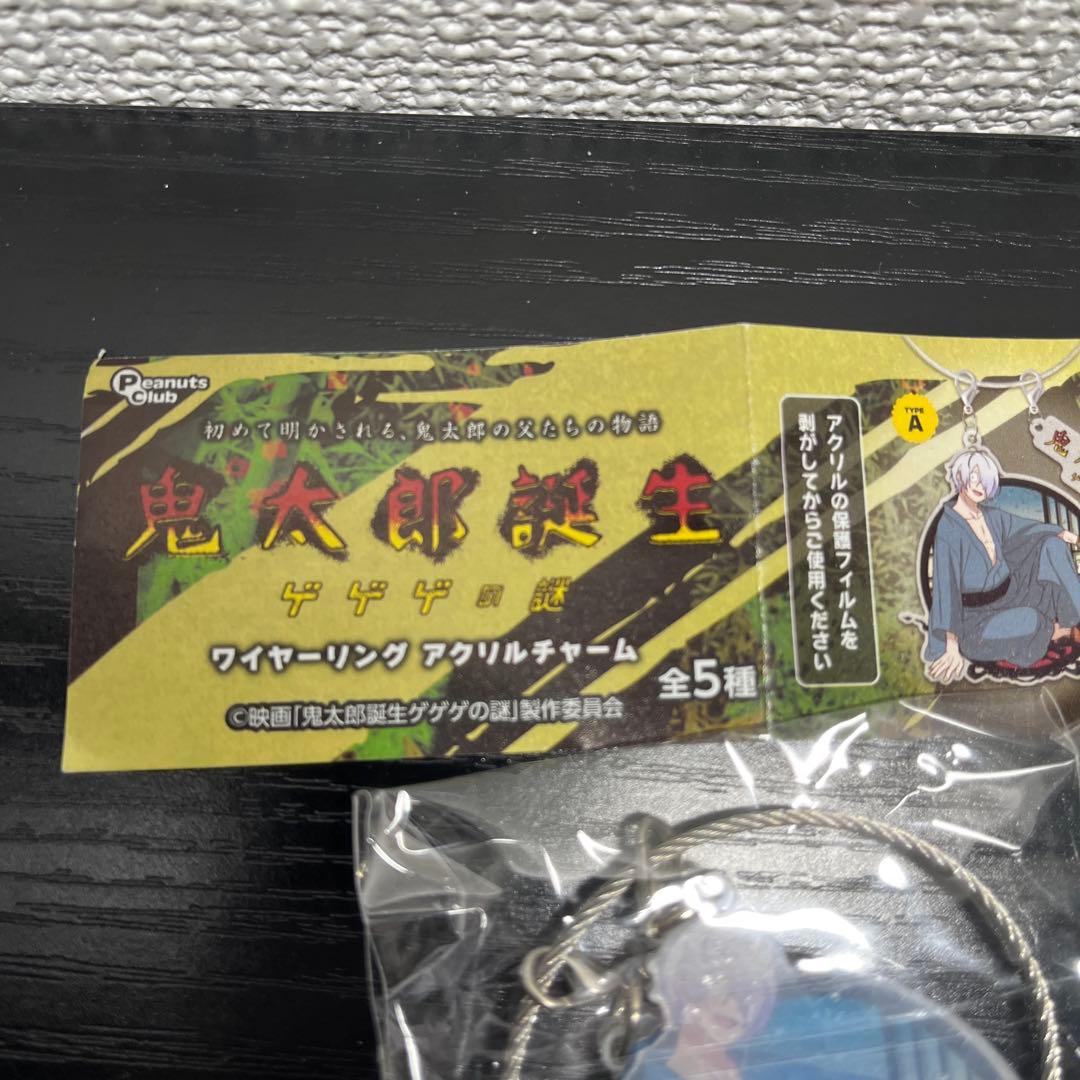 Peanuts
Club
初めて明かされる、鬼太郎の父たちの物語
鬼太郎誕生
ゲゲゲの謎
ワイヤーリング アクリルチャーム
全5種
©映画「鬼太郎誕生ゲゲゲの謎」製作委員会
アクリルの保護フィルムを
剥がしてからご使用ください
TYPE
A
鬼